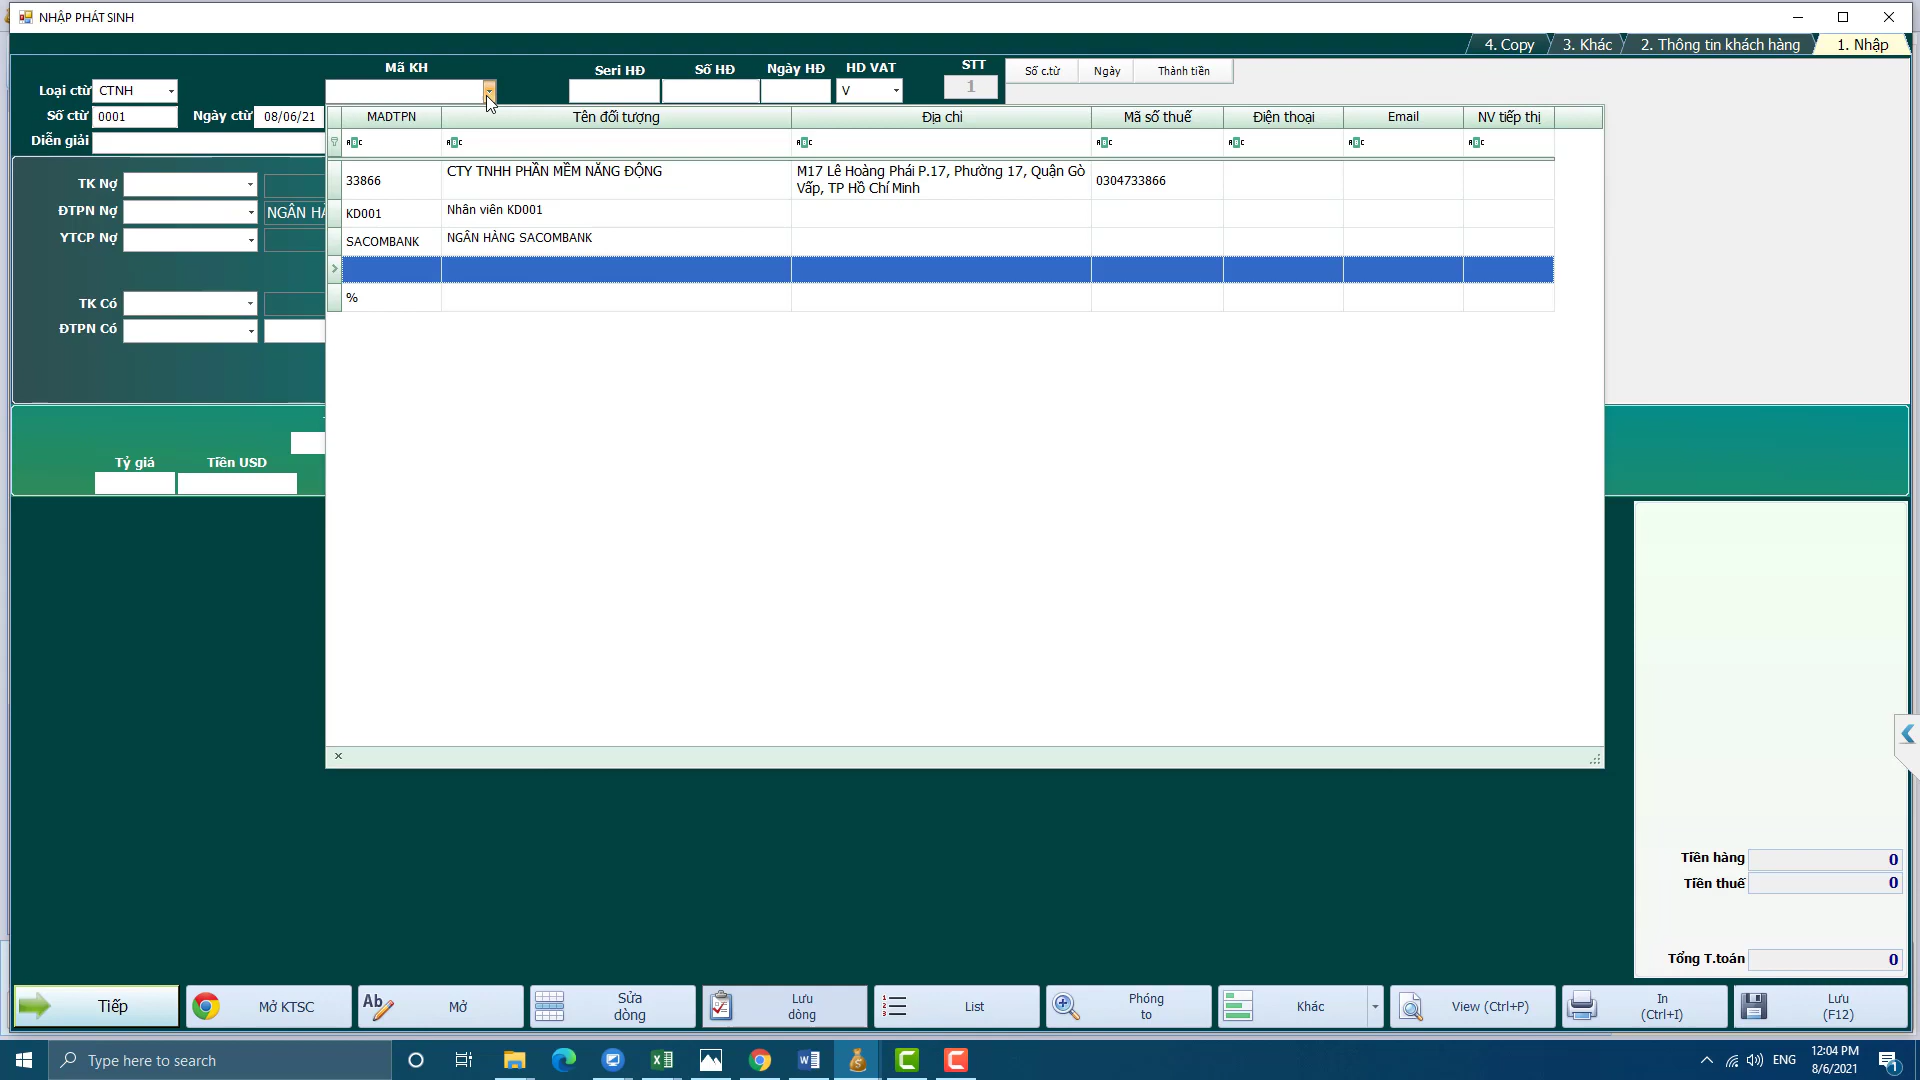 NHẬP PHÁT SINH
4. Copy 3. Khác 2. Thông tin khách hàng 1. Nhập
Mã KH Seri HĐ Số HĐ Ngày HĐ HD VAT STT Số c.từ Ngày Thành tiền
Loại ctừ CTNH V 1
Số ctừ 0001 Ngày ctừ 08/06/21
Diễn giải
MADTPN Tên đối tượng Địa chỉ Mã số thuế Điện thoại Email NV tiếp thị
33866 CTY TNHH PHẦN MỀM NĂNG ĐỘNG M17 Lê Hoàng Phái P.17, Phường 17, Quận Gò
Vấp, TP Hồ Chí Minh 0304733866
KD001 Nhân viên KD001
SACOMBANK NGÂN HÀNG SACOMBANK
%
TK Nợ
ĐTPN Nợ NGÂN HÀ
YTCP Nợ
TK Có
ĐTPN Có
Tỷ giá Tiền USD
Tiền hàng 0
Tiền thuế 0
Tổng T.toán 0
Tiếp
Mở KTSC
Mở
Sửa
dòng
Lưu
dòng
List
Phóng
to
Khác
View (Ctrl+P)
In
(Ctrl+I)
Lưu
(F12)
Type here to search
ENG
12:04 PM
8/6/2021
1